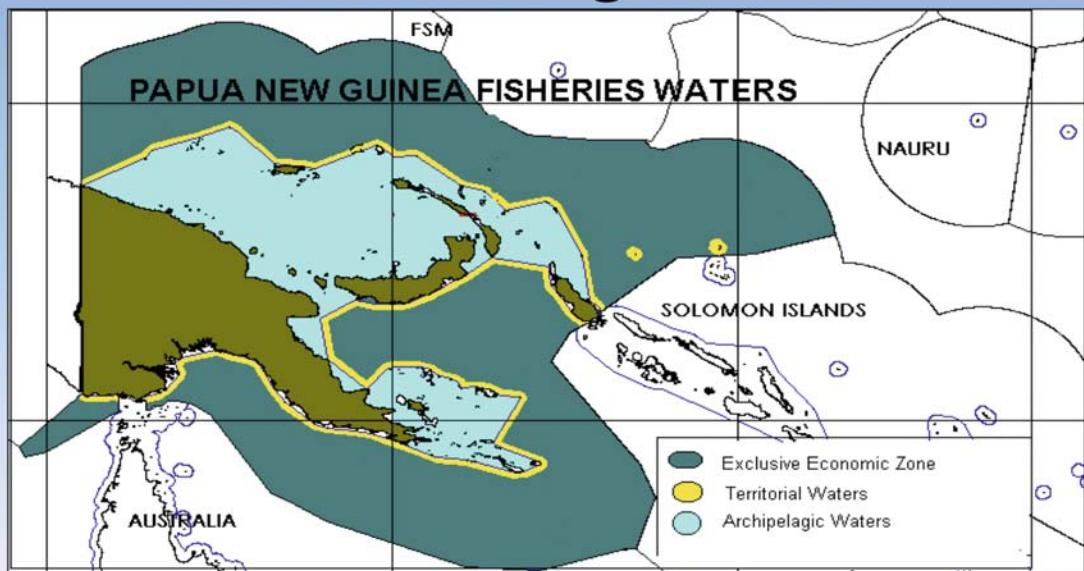 FSM
PAPUA NEW GUINEA FISHERIES WATERS
NAURU
SOLOMON ISLANDS
Exclusive Economic Zone
Territorial Waters
Archipelagic Waters
AUSTRALIA